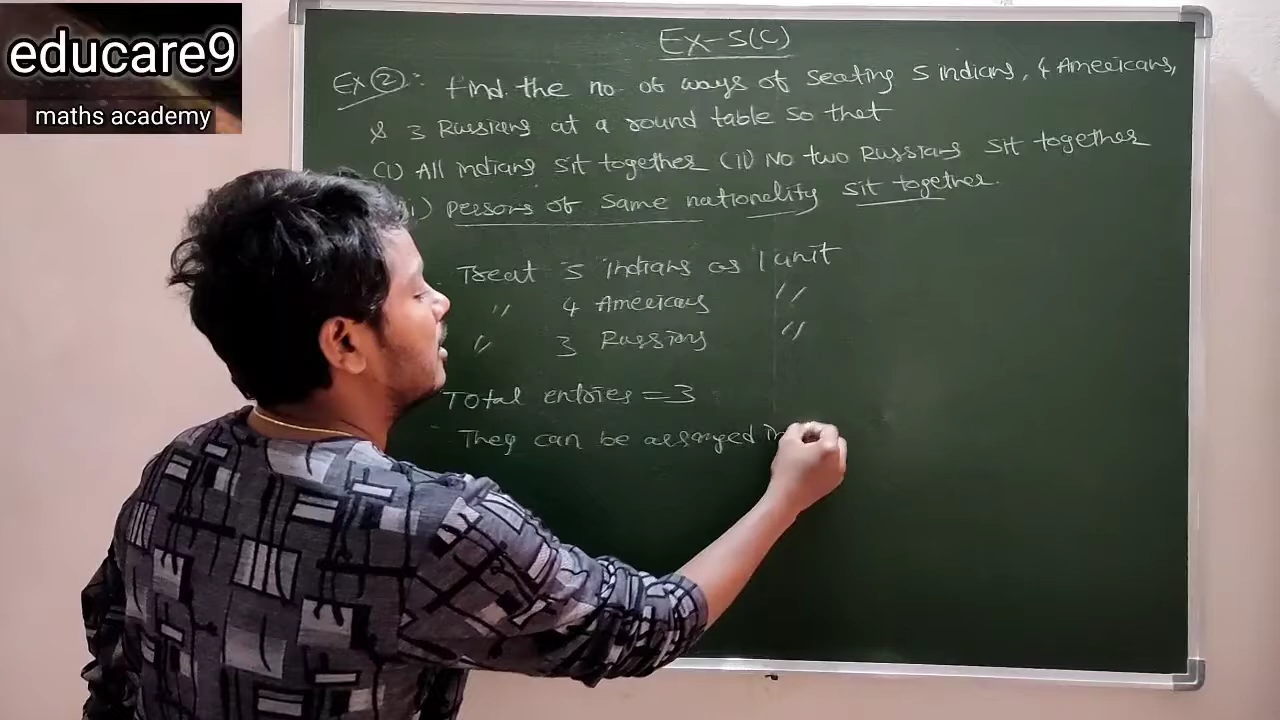 educare9
maths academy
Ex-5(C)
Ex ②: Find the no. of ways of seating 5 indians, 4 Americans,
& 3 Russians at a round table so that
(i) All indians sit together (ii) No two Russians sit together
i) persons of same nationality sit together.
Treat 5 indians as 1 unit
" 4 Americans "
" 3 Russians "
Total entries = 3
They can be arranged in